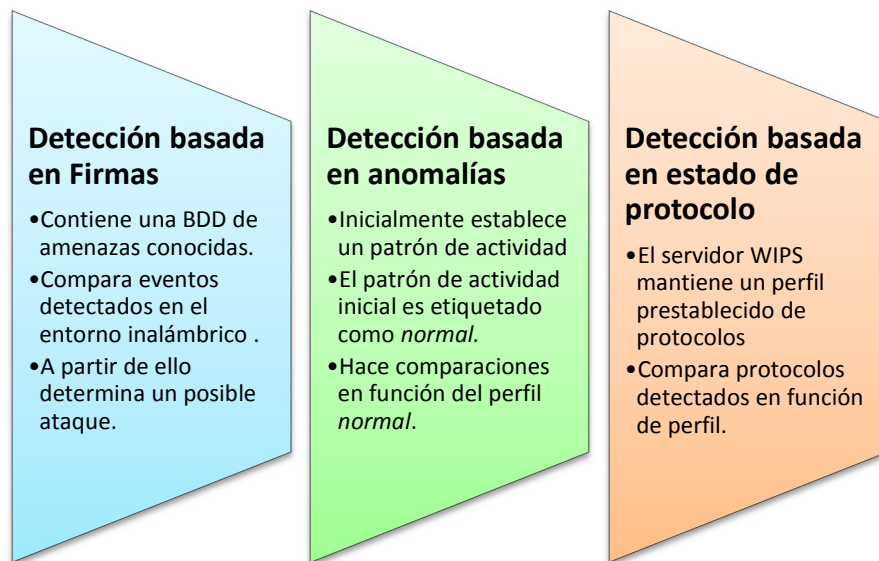 Detección basada
en Firmas
•Contiene una BDD de
amenazas conocidas.
•Compara eventos
detectados en el
entorno inalámbrico .
•A partir de ello
determina un posible
ataque.
Detección basada
en anomalías
•Inicialmente establece
un patrón de actividad
•El patrón de actividad
inicial es etiquetado
como normal.
•Hace comparaciones
en función del perfil
normal.
Detección basada
en estado de
protocolo
•El servidor WIPS
mantiene un perfil
prestablecido de
protocolos
•Compara protocolos
detectados en función
de perfil.